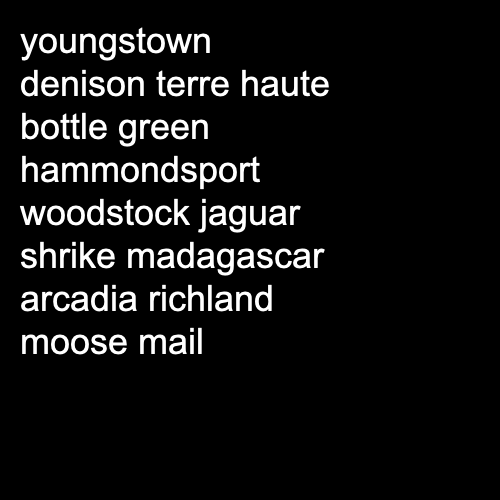 youngstown
denison terre haute
bottle green
hammondsport
woodstock jaguar
shrike madagascar
arcadia richland
moose mail